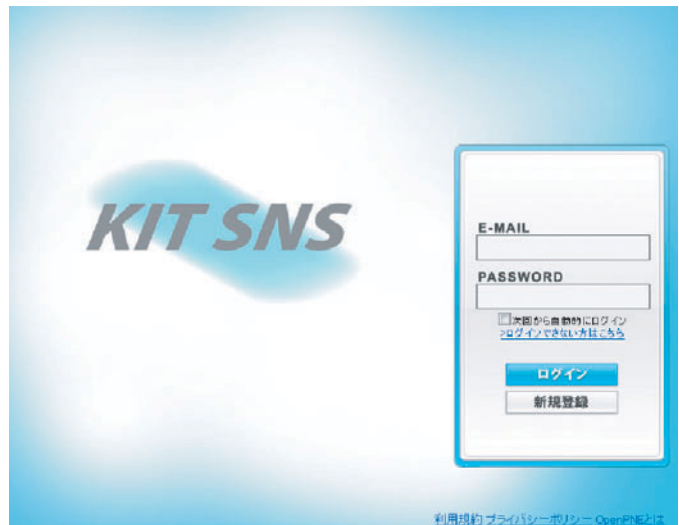 KIT SNS
E-MAIL
PASSWORD
次回から自動的にログイン
>ログインできない方はこちら
ログイン
新規登録
利用規約 プライバシーポリシー OpenPNEとは